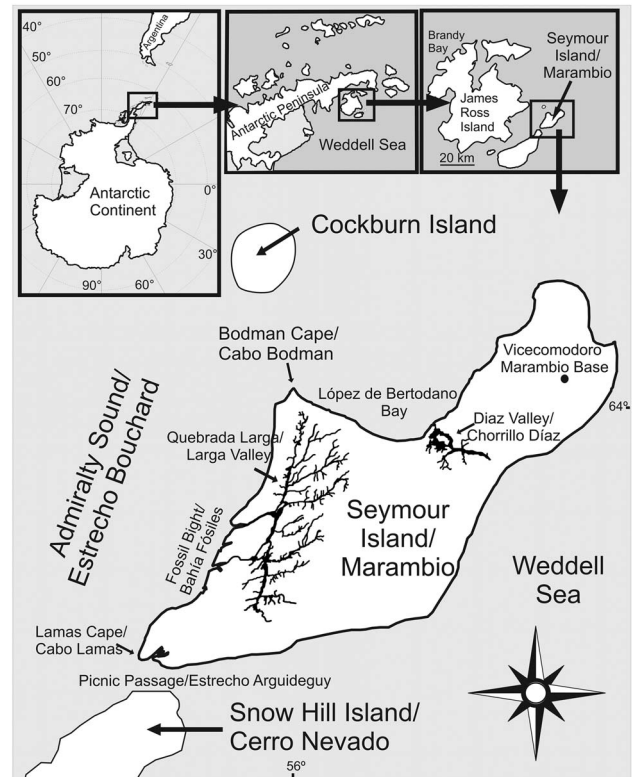 40°
50°
60°
70°
0°
30°
90°
60°
Argentina
Antarctic
Continent
Antarctic Peninsula
Weddell Sea
Brandy
Bay
Seymour
Island/
Marambio
James
Ross
Island
20 km
Cockburn Island
Bodman Cape/
Cabo Bodman
Vicecomodoro
Marambio Base
López de Bertodano
Bay
64°
Diaz Valley/
Chorrillo Díaz
Quebrada Larga/
Larga Valley
Admiralty Sound/
Estrecho Bouchard
Seymour
Island/
Marambio
Fossil Bight/
Bahía Fósiles
Weddell
Sea
Lamas Cape/
Cabo Lamas
Picnic Passage/Estrecho Arguideguy
Snow Hill Island/
Cerro Nevado
56°